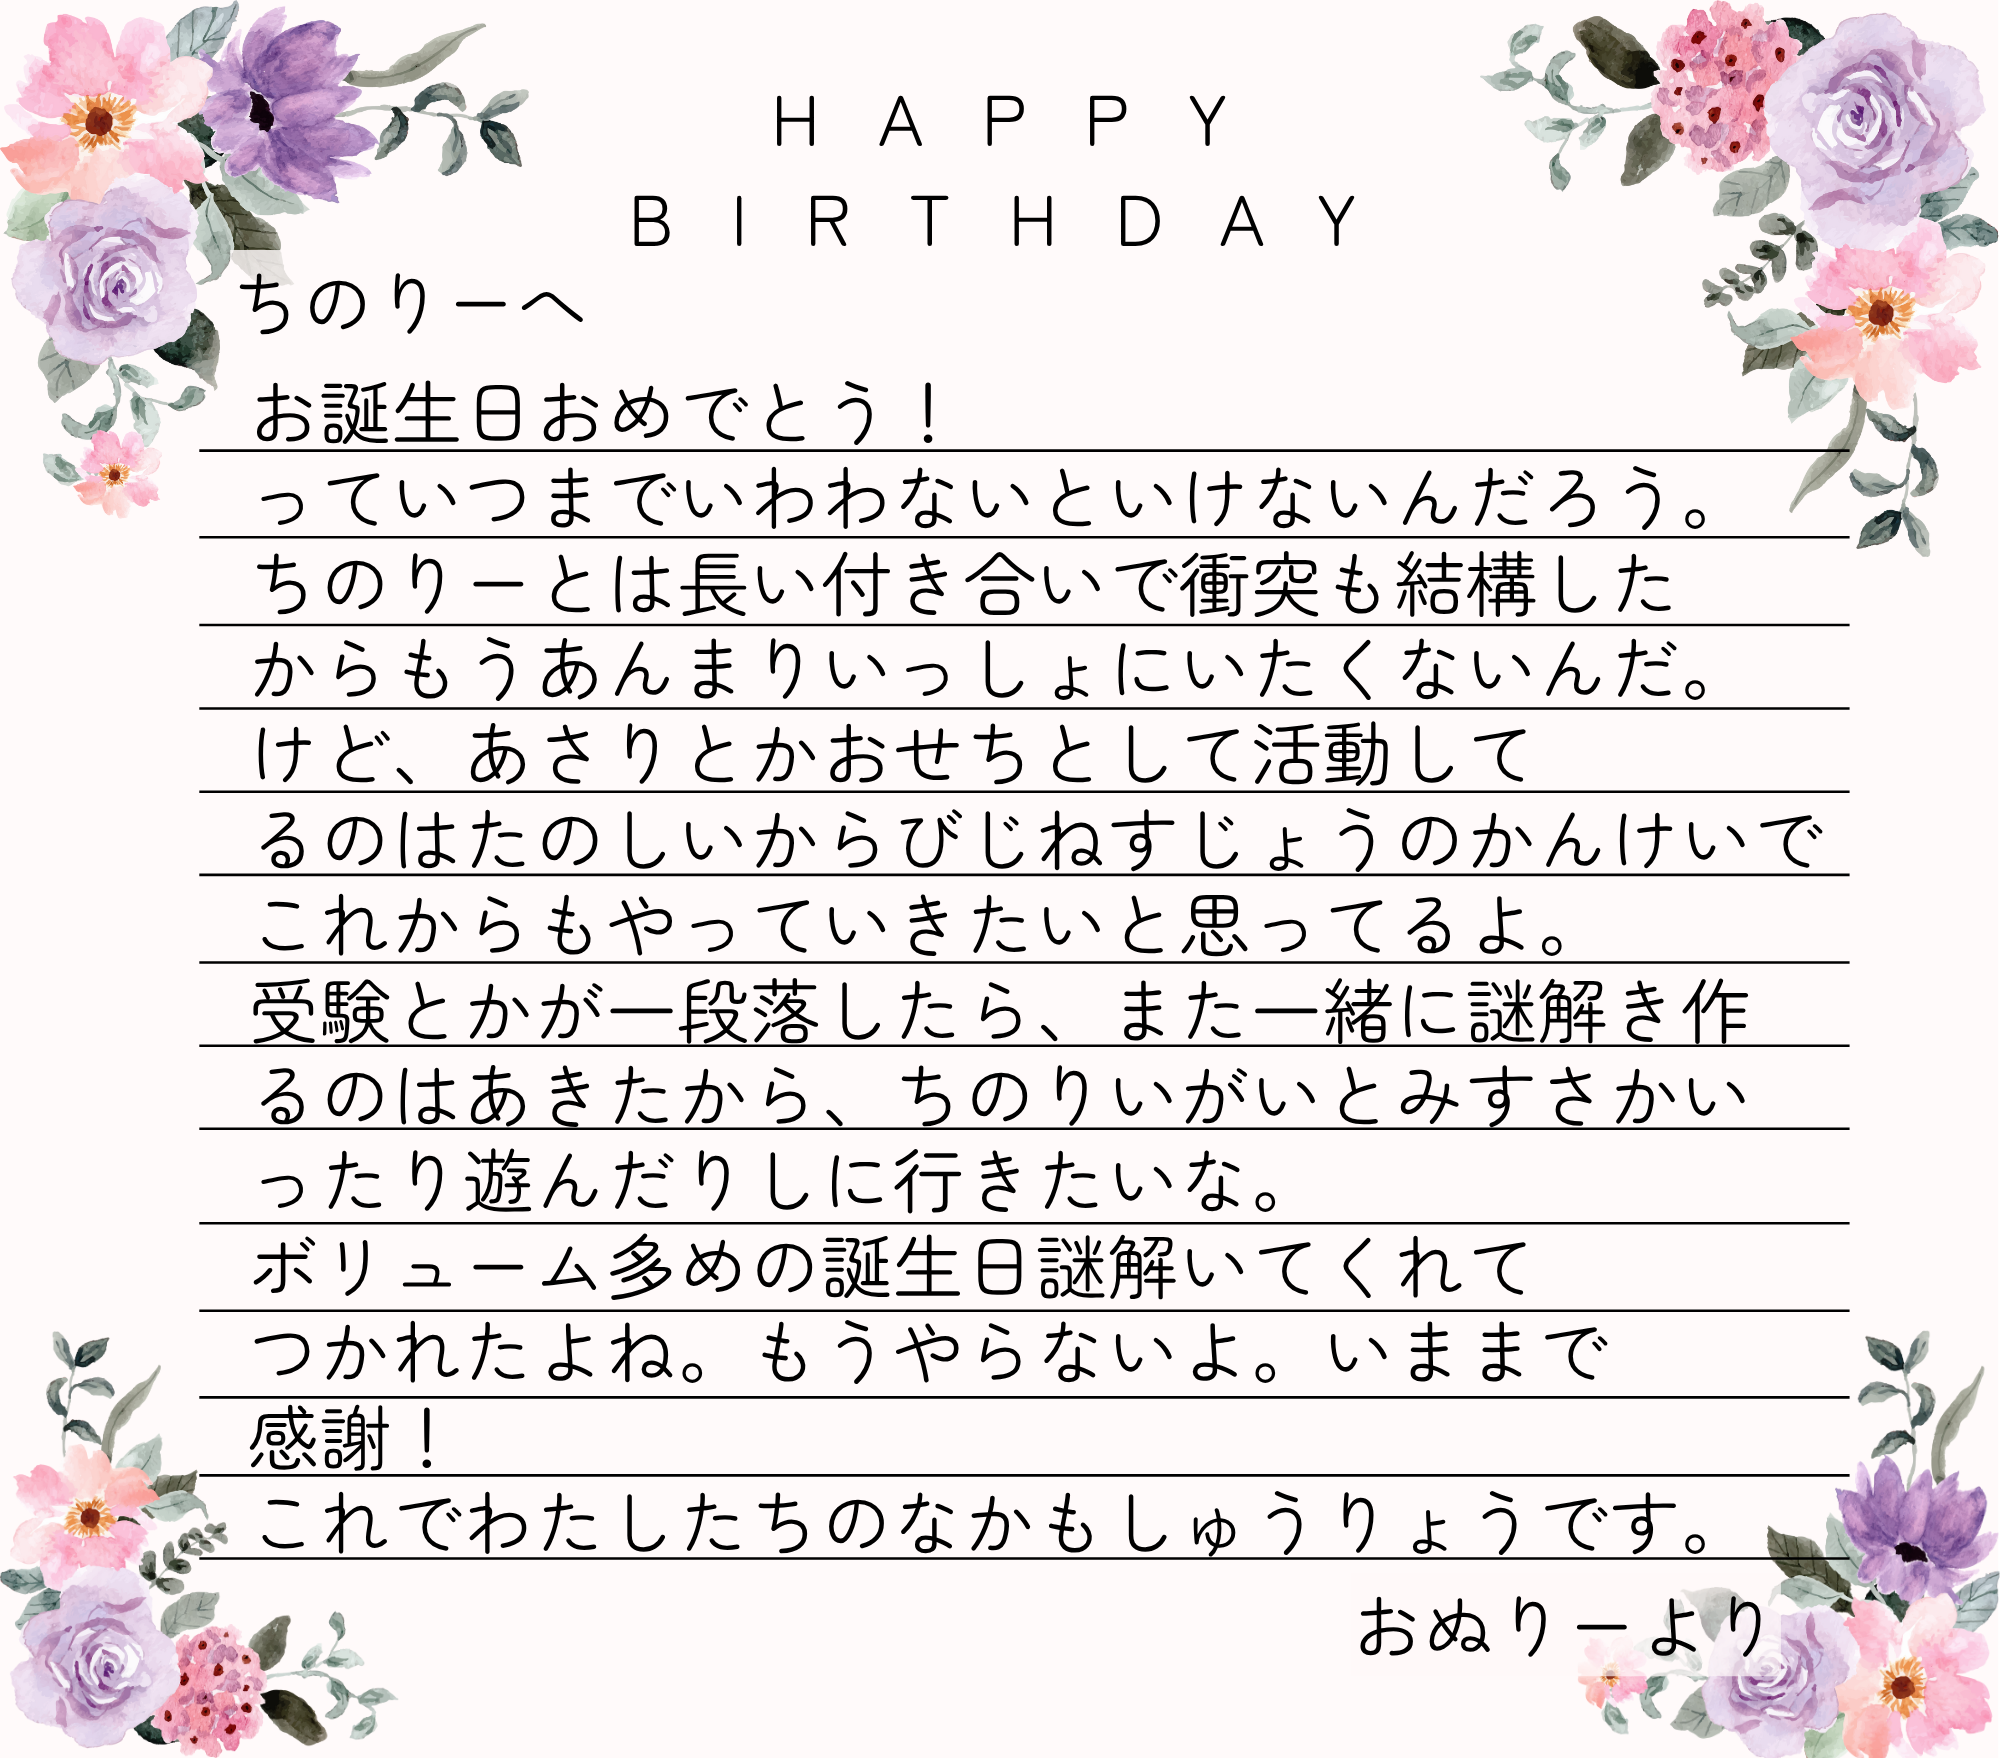 HAPPY
BIRTHDAY
ちのりーへ
お誕生日おめでとう！
っていつまでいわわないといけないんだろう。
ちのりーとは長い付き合いで衝突も結構した
からもうあんまりいっしょにいたくないんだ。
けど、あさりとかおせちとして活動して
るのはたのしいからびじねすじょうのかんけいで
これからもやっていきたいと思ってるよ。
受験とかが一段落したら、また一緒に謎解き作
るのはあきたから、ちのりいがいとみすさかい
ったり遊んだりしに行きたいな。
ボリューム多めの誕生日謎解いてくれて
つかれたよね。もうやらないよ。いままで
感謝！
これでわたしたちのなかもしゅうりょうです。
おぬりーより